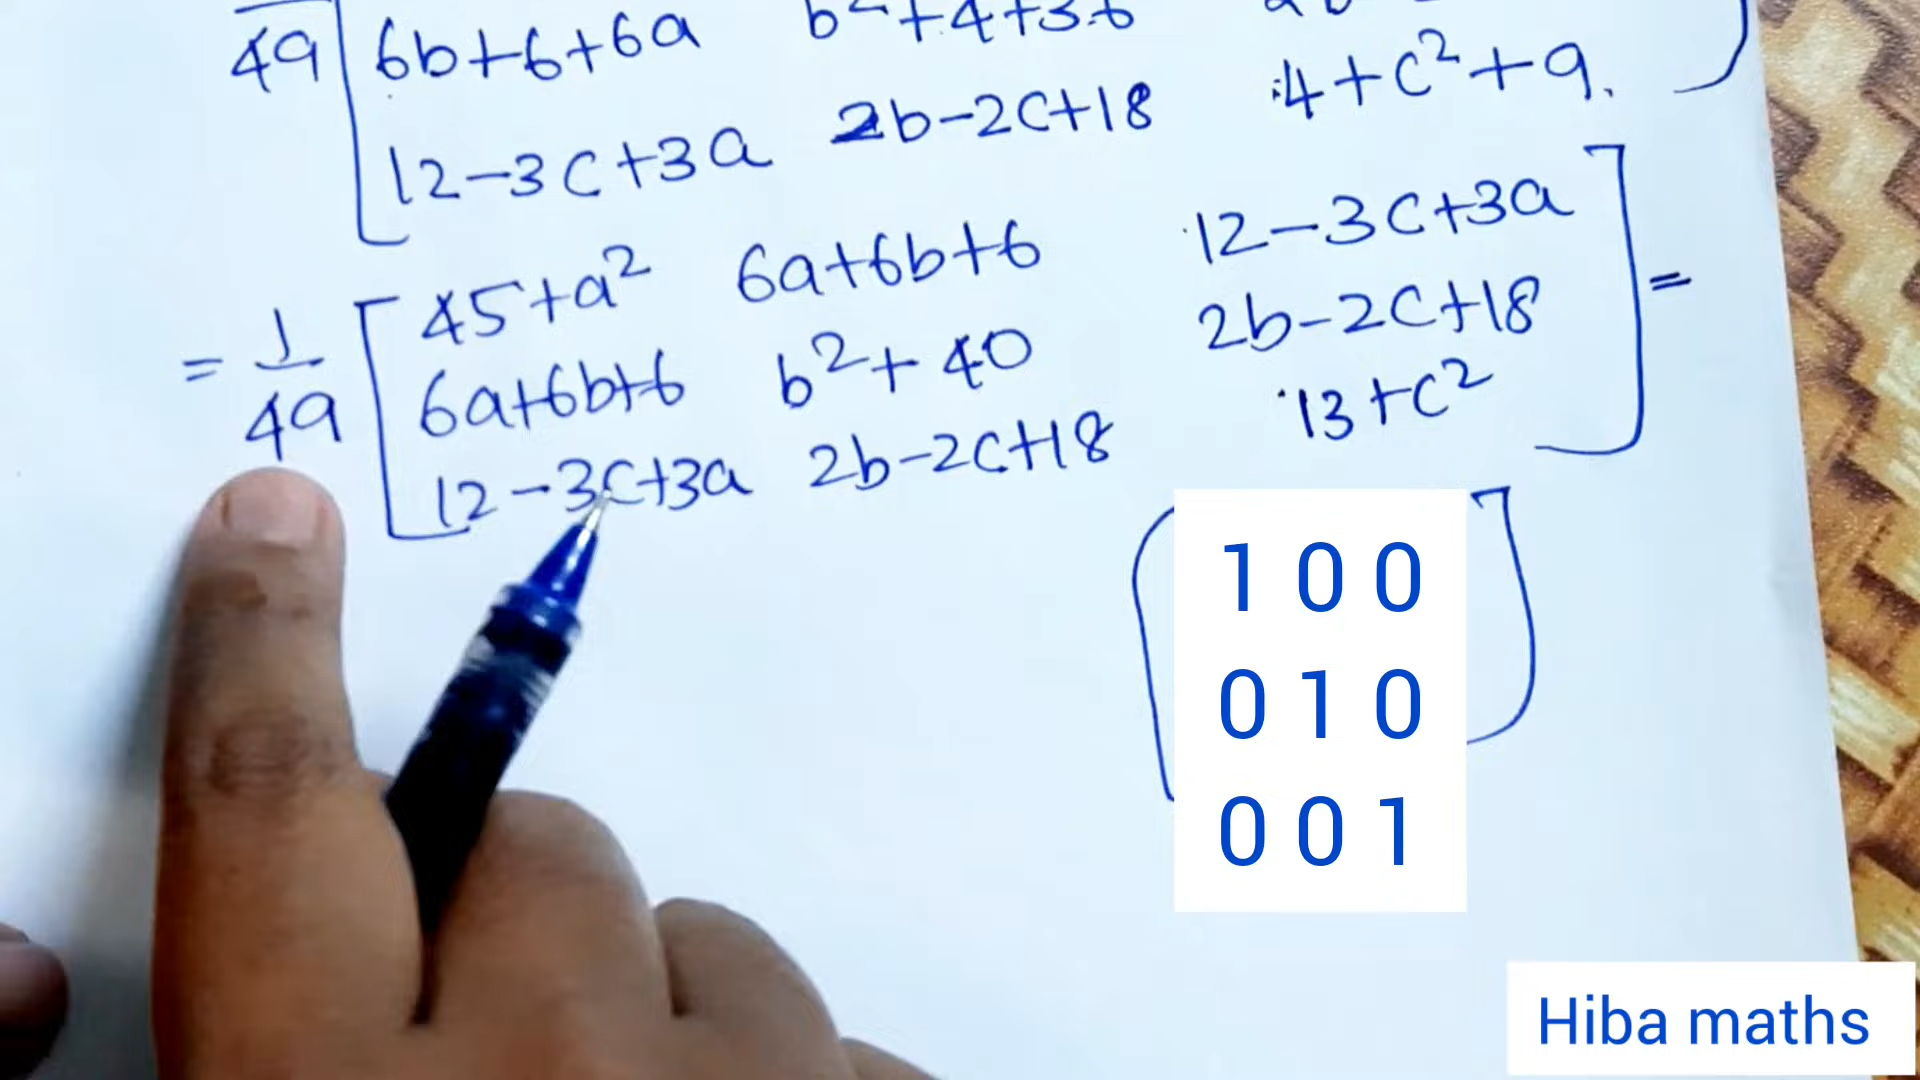 49 6b+6+6a b²+4+36
12-3c+3a 2b-2c+18 4+c²+9.
= 1/49 [ 45+a² 6a+6b+6 12-3c+3a ] =
6a+6b+6 b²+40 2b-2c+18
12-3c+3a 2b-2c+18 13+c²
1 0 0
0 1 0
0 0 1
Hiba maths